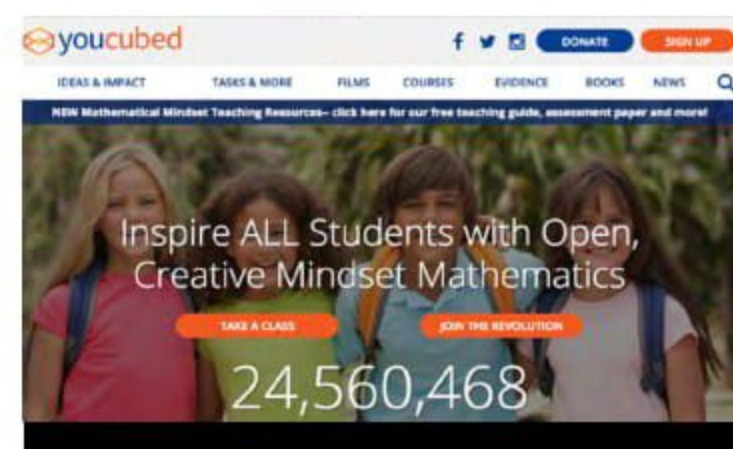 youcubed
f
DONATE
SIGN UP
IDEAS & IMPACT
TASKS & MORE
FILMS
COURSES
EVIDENCE
BOOKS
NEWS
NEW Mathematical Mindset Teaching Resources– click here for our free teaching guide, assessment paper and more!
Inspire ALL Students with Open,
Creative Mindset Mathematics
TAKE A CLASS
JOIN THE REVOLUTION
24,560,468